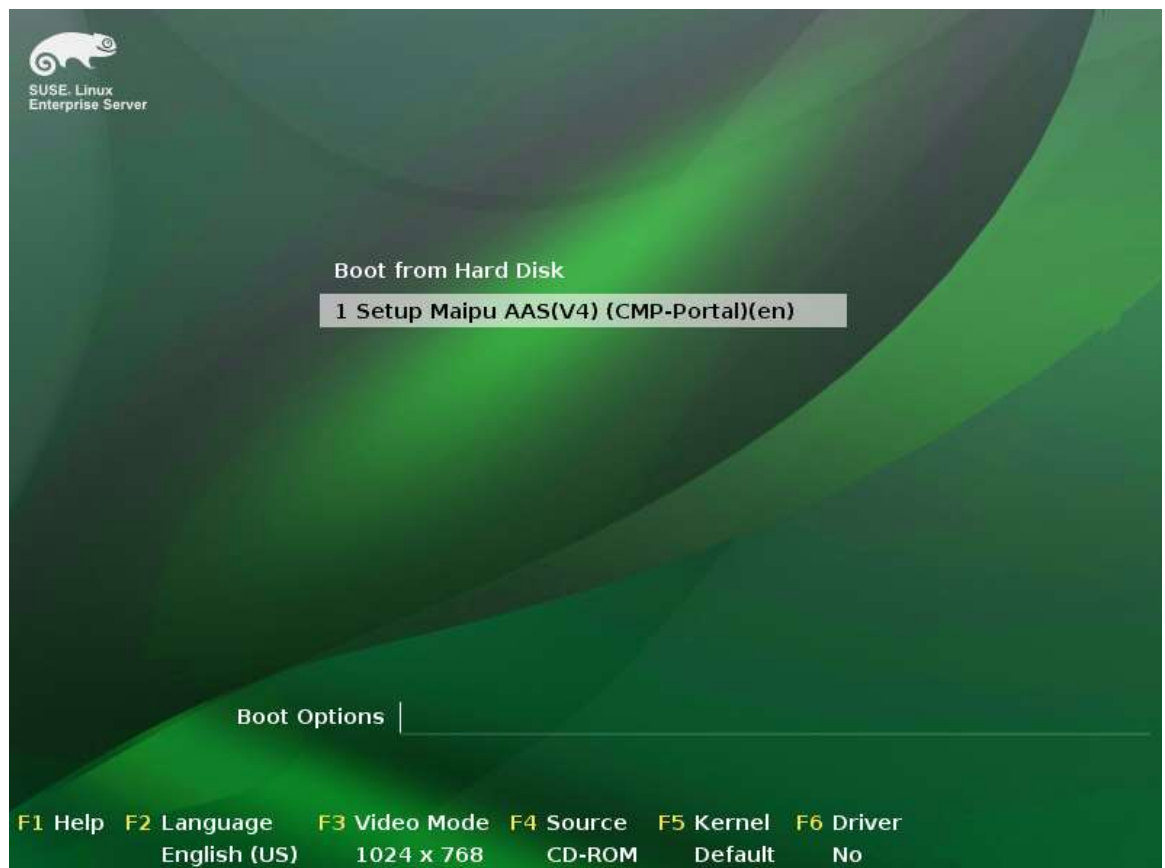 SUSE. Linux
Enterprise Server
Boot from Hard Disk
1 Setup Maipu AAS(V4) (CMP-Portal)(en)
Boot Options
F1 Help F2 Language F3 Video Mode F4 Source F5 Kernel F6 Driver
English (US) 1024 x 768 CD-ROM Default No